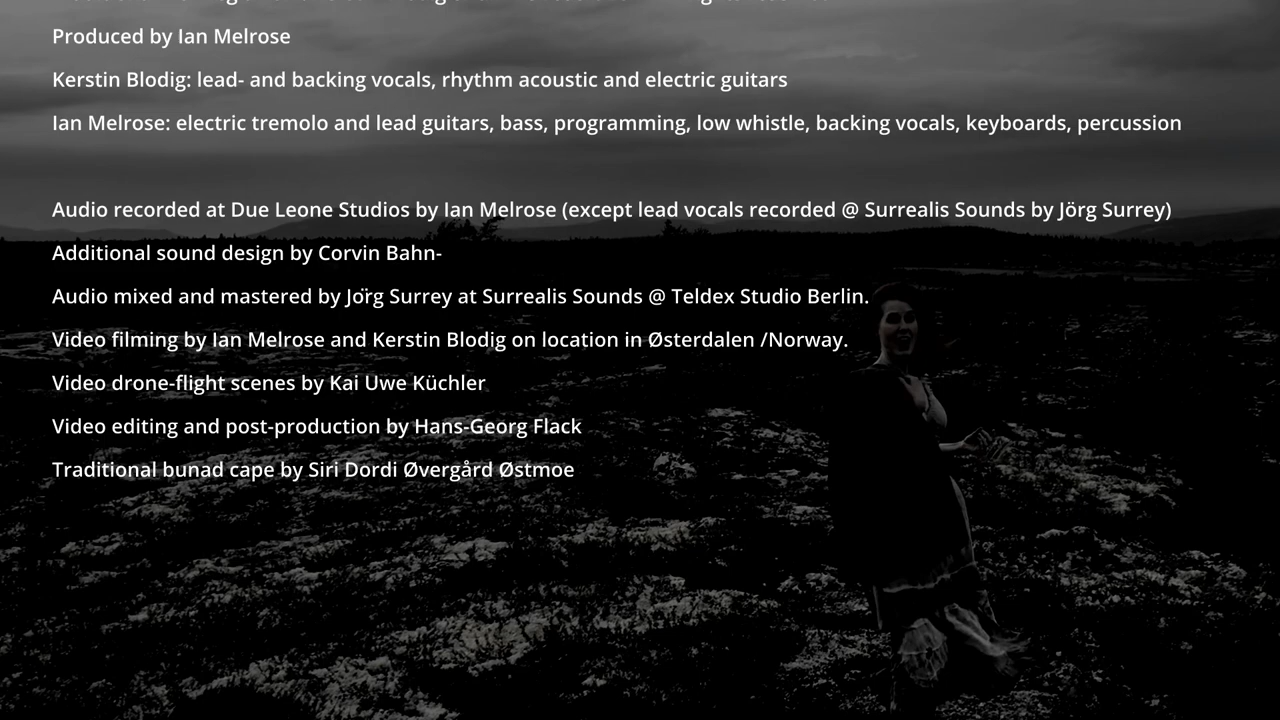 Produced by Ian Melrose
Kerstin Blodig: lead- and backing vocals, rhythm acoustic and electric guitars
Ian Melrose: electric tremolo and lead guitars, bass, programming, low whistle, backing vocals, keyboards, percussion
Audio recorded at Due Leone Studios by Ian Melrose (except lead vocals recorded @ Surrealis Sounds by Jörg Surrey)
Additional sound design by Corvin Bahn-
Audio mixed and mastered by Jörg Surrey at Surrealis Sounds @ Teldex Studio Berlin.
Video filming by Ian Melrose and Kerstin Blodig on location in Østerdalen /Norway.
Video drone-flight scenes by Kai Uwe Küchler
Video editing and post-production by Hans-Georg Flack
Traditional bunad cape by Siri Dordi Øvergård Østmoe